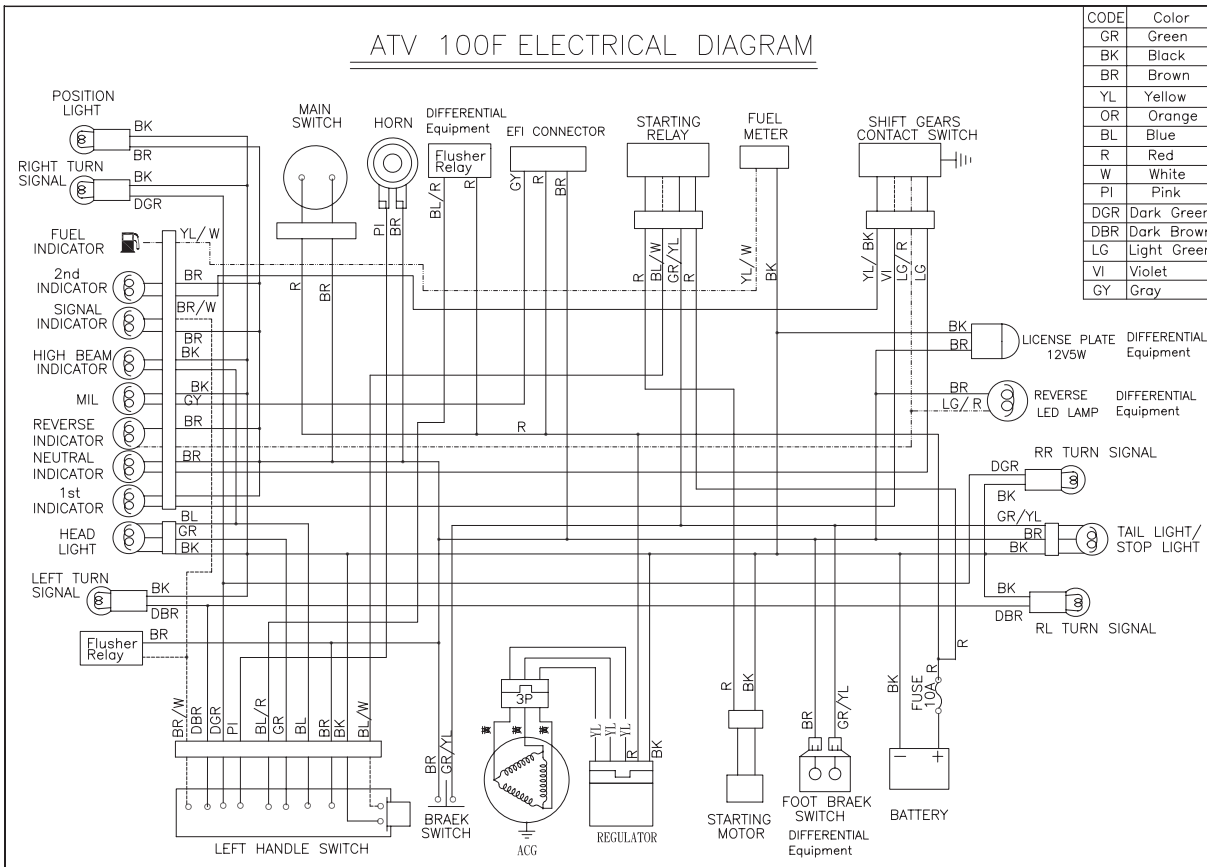 ATV 100F ELECTRICAL DIAGRAM
CODE Color
GR Green
BK Black
BR Brown
YL Yellow
OR Orange
BL Blue
R Red
W White
PI Pink
DGR Dark Green
DBR Dark Brown
LG Light Green
VI Violet
GY Gray
POSITION
LIGHT
BK
BR
RIGHT TURN
SIGNAL
BK
DGR
MAIN
SWITCH
HORN
DIFFERENTIAL
Equipment
Flusher
Relay
EFI CONNECTOR
STARTING
RELAY
FUEL
METER
SHIFT GEARS
CONTACT SWITCH
R
BR
PI
BR
BL/R
R
GY
R
BR
R
BL/W
GR/YL
R
YL/W
BK
YL/BK
VI
LG/R
LG
FUEL
INDICATOR
YL/W
2nd
INDICATOR
BR
SIGNAL
INDICATOR
BR/W
BR
HIGH BEAM
INDICATOR
BK
MIL
BK
GY
REVERSE
INDICATOR
BR
R
NEUTRAL
INDICATOR
BR
1st
INDICATOR
HEAD
LIGHT
BL
GR
BK
LEFT TURN
SIGNAL
BK
DBR
Flusher
Relay
BR
BK
BR
LICENSE PLATE
12V5W
DIFFERENTIAL
Equipment
BR
LG/R
REVERSE
LED LAMP
DIFFERENTIAL
Equipment
RR TURN SIGNAL
DGR
BK
GR/YL
BR
BK
TAIL LIGHT/
STOP LIGHT
BK
DBR
RL TURN SIGNAL
BR/W
DBR
DGR
PI
BL/R
GR
BL
BR
BK
BL/W
LEFT HANDLE SWITCH
BR
GR/YL
BRAEK
SWITCH
3P
黄
黄
黄
ACG
YL
YL
YL
R
BK
REGULATOR
R
BK
STARTING
MOTOR
BR
GR/YL
FOOT BRAEK
SWITCH
DIFFERENTIAL
Equipment
BK
FUSE
10A
R
R
- +
BATTERY